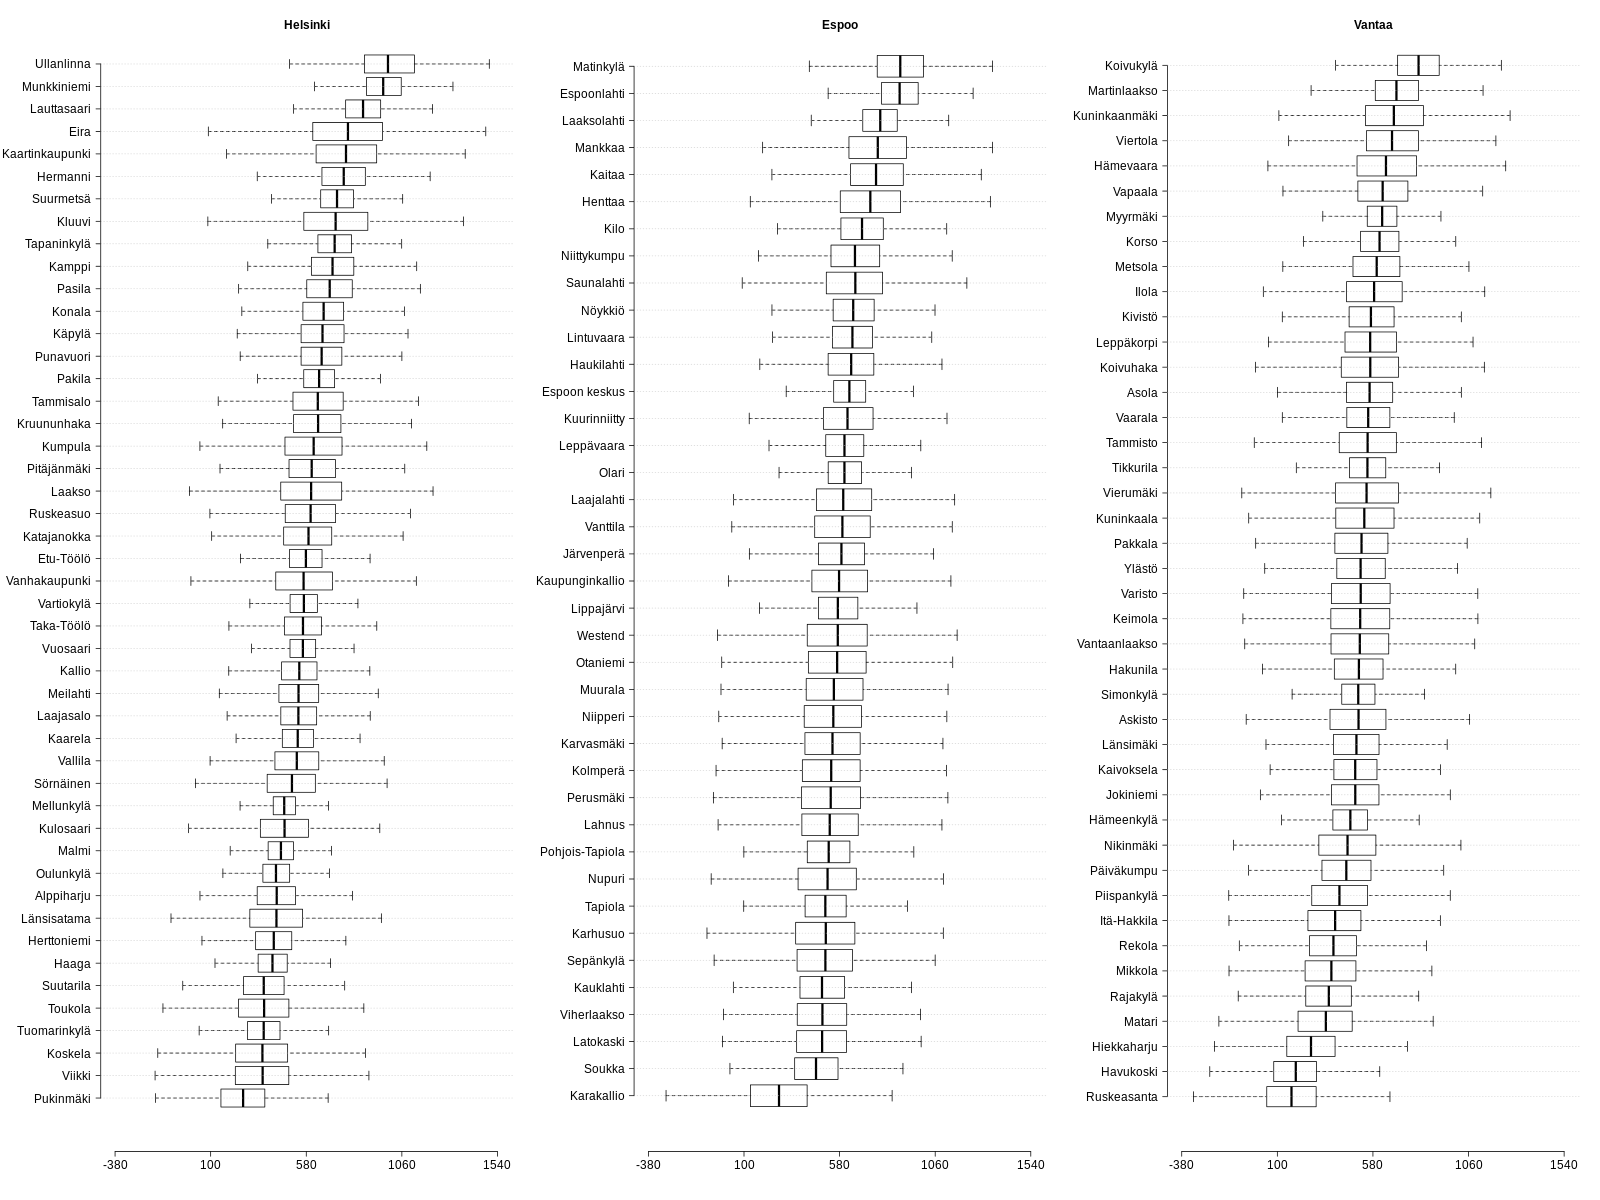 Helsinki
Ullanlinna
Munkkiniemi
Lauttasaari
Eira
Kaartinkaupunki
Hermanni
Suurmetsä
Kluuvi
Tapaninkylä
Kamppi
Pasila
Konala
Käpylä
Punavuori
Pakila
Tammisalo
Kruununhaka
Kumpula
Pitäjänmäki
Laakso
Ruskeasuo
Katajanokka
Etu-Töölö
Vanhakaupunki
Vartiokylä
Taka-Töölö
Vuosaari
Kallio
Meilahti
Laajasalo
Kaarela
Vallila
Sörnäinen
Mellunkylä
Kulosaari
Malmi
Oulunkylä
Alppiharju
Länsisatama
Herttoniemi
Haaga
Suutarila
Toukola
Tuomarinkylä
Koskela
Viikki
Pukinmäki
-380 100 580 1060 1540
Espoo
Matinkylä
Espoonlahti
Laaksolahti
Mankkaa
Kaitaa
Henttaa
Kilo
Niittykumpu
Saunalahti
Nöykkiö
Lintuvaara
Haukilahti
Espoon keskus
Kuurinniitty
Leppävaara
Olari
Laajalahti
Vanttila
Järvenperä
Kaupunginkallio
Lippajärvi
Westend
Otaniemi
Muurala
Niipperi
Karvasmäki
Kolmperä
Perusmäki
Lahnus
Pohjois-Tapiola
Nupuri
Tapiola
Karhusuo
Sepänkylä
Kauklahti
Viherlaakso
Latokaski
Soukka
Karakallio
-380 100 580 1060 1540
Vantaa
Koivukylä
Martinlaakso
Kuninkaanmäki
Viertola
Hämevaara
Vapaala
Myyrmäki
Korso
Metsola
Ilola
Kivistö
Leppäkorpi
Koivuhaka
Asola
Vaarala
Tammisto
Tikkurila
Vierumäki
Kuninkaala
Pakkala
Ylästö
Varisto
Keimola
Vantaanlaakso
Hakunila
Simonkylä
Askisto
Länsimäki
Kaivoksela
Jokiniemi
Hämeenkylä
Nikinmäki
Päiväkumpu
Piispankylä
Itä-Hakkila
Rekola
Mikkola
Rajakylä
Matari
Hiekkaharju
Havukoski
Ruskeasanta
-380 100 580 1060 1540